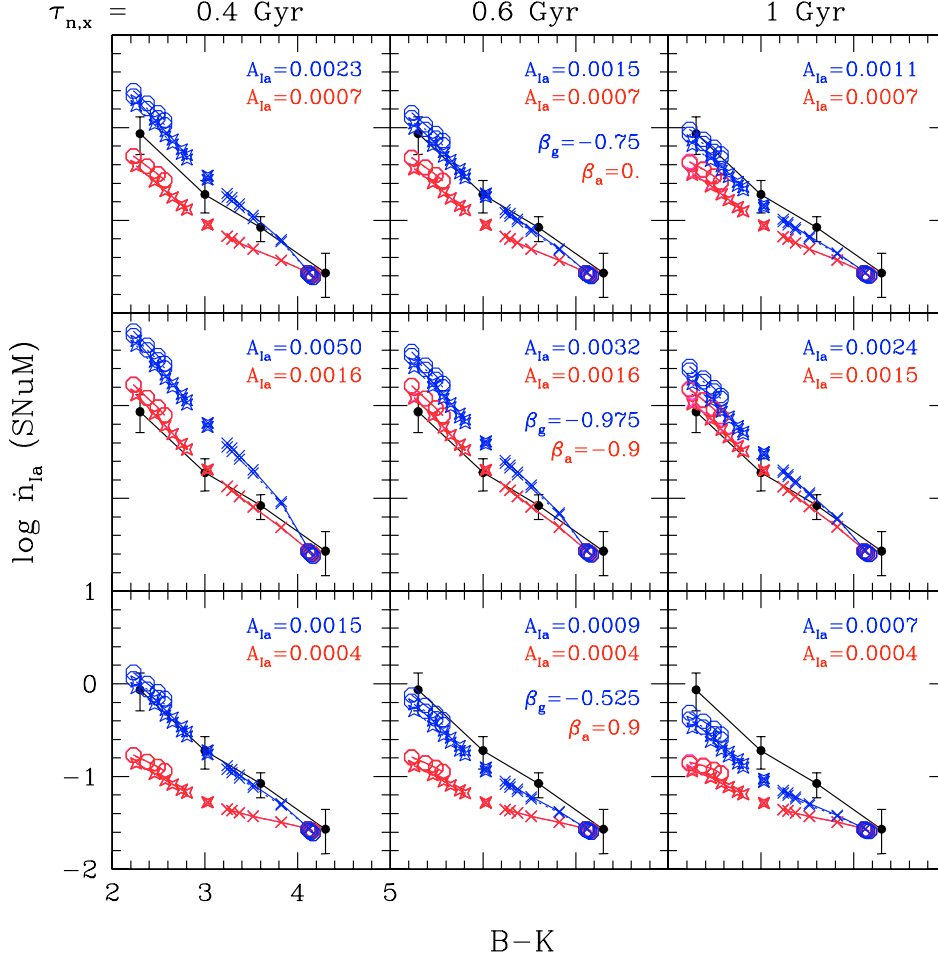 τn,x = 0.4 Gyr 0.6 Gyr 1 Gyr
AIa=0.0023 AIa=0.0015 AIa=0.0011
AIa=0.0007 AIa=0.0007 AIa=0.0007
βg=−0.75
βa=0.
AIa=0.0050 AIa=0.0032 AIa=0.0024
AIa=0.0016 AIa=0.0016 AIa=0.0015
βg=−0.975
βa=−0.9
log ṅIa (SNuM)
1
AIa=0.0015 AIa=0.0009 AIa=0.0007
AIa=0.0004 AIa=0.0004 AIa=0.0004
0
βg=−0.525
βa=0.9
−1
−2
2 3 4 5
B−K